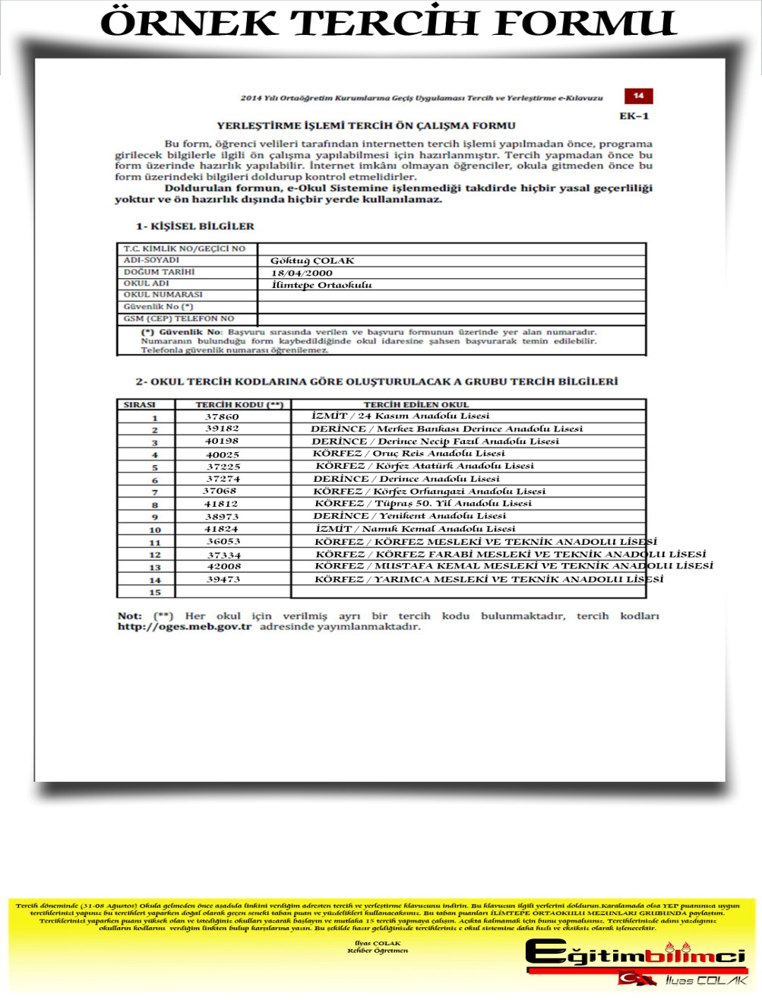 ÖRNEK TERCİH FORMU
2014 Yılı Ortaöğretim Kurumlarına Geçiş Uygulaması Tercih ve Yerleştirme e-Kılavuzu 14
EK–1
YERLEŞTİRME İŞLEMİ TERCİH ÖN ÇALIŞMA FORMU
Bu form, öğrenci velileri tarafından internetten tercih işlemi yapılmadan önce, programa
girilecek bilgilerle ilgili ön çalışma yapılabilmesi için hazırlanmıştır. Tercih yapmadan önce bu
form üzerinde hazırlık yapılabilir. İnternet imkânı olmayan öğrenciler, okula gitmeden önce bu
form üzerindeki bilgileri doldurup kontrol etmelidirler.
Doldurulan formun, e-Okul Sistemine işlenmediği takdirde hiçbir yasal geçerliliği
yoktur ve ön hazırlık dışında hiçbir yerde kullanılamaz.
1- KİŞİSEL BİLGİLER
T.C. KİMLİK NO/GEÇİCİ NO
ADI-SOYADI Göktuğ ÇOLAK
DOĞUM TARİHİ 18/04/2000
OKUL ADI İlimtepe Ortaokulu
OKUL NUMARASI
Güvenlik No (*)
GSM (CEP) TELEFON NO
(*) Güvenlik No: Başvuru sırasında verilen ve başvuru formunun üzerinde yer alan numaradır.
Numaranın bulunduğu form kaybedildiğinde okul idaresine şahsen başvurarak temin edilebilir.
Telefonla güvenlik numarası öğrenilemez.
2- OKUL TERCİH KODLARINA GÖRE OLUŞTURULACAK A GRUBU TERCİH BİLGİLERİ
SIRASI TERCİH KODU (**) TERCİH EDİLEN OKUL
1 37860 İZMİT / 24 Kasım Anadolu Lisesi
2 39182 DERİNCE / Merkez Bankası Derince Anadolu Lisesi
3 40198 DERİNCE / Derince Necip Fazıl Anadolu Lisesi
4 40025 KÖRFEZ / Oruç Reis Anadolu Lisesi
5 37225 KÖRFEZ / Körfez Atatürk Anadolu Lisesi
6 37274 DERİNCE / Derince Anadolu Lisesi
7 37068 KÖRFEZ / Körfez Orhangazi Anadolu Lisesi
8 41812 KÖRFEZ / Tüpraş 50. Yıl Anadolu Lisesi
9 38973 DERİNCE / Yenikent Anadolu Lisesi
10 41824 İZMİT / Namık Kemal Anadolu Lisesi
11 36053 KÖRFEZ / KÖRFEZ MESLEKİ VE TEKNİK ANADOLU LİSESİ
12 37334 KÖRFEZ / KÖRFEZ FARABİ MESLEKİ VE TEKNİK ANADOLU LİSESİ
13 42008 KÖRFEZ / MUSTAFA KEMAL MESLEKİ VE TEKNİK ANADOLU LİSESİ
14 39473 KÖRFEZ / YARIMCA MESLEKİ VE TEKNİK ANADOLU LİSESİ
15
Not: (**) Her okul için verilmiş ayrı bir tercih kodu bulunmaktadır, tercih kodları
http://oges.meb.gov.tr adresinde yayımlanmaktadır.
Tercih döneminde (31-08 Ağustos) Okula gelmeden önce aşadıda linkini verdiğim adresten tercih ve yerleştirme klavuzunu indirin. Bu klavuzun ilgili yerlerini doldurun.Karalamada olsa YEP puanınıza uygun
tercihlerinizi yapınız bu tercihleri yaparken doğal olarak geçen seneki taban puan ve yüzdelikleri kullanacaksınız. Bu taban puanları İLİMTEPE ORTAOKULU MEZUNLARI GRUBUNDA paylaştım.
Tercihlerinizi yaparken puanı yüksek olan ve istediğiniz okulları yazarak başlayın ve mutlaka 15 tercih yapmaya çalışın. Açıkta kalmamak için bunu yapmalısınız. Tercihlerinizde adını yazdıgınız
okulların kodlarını verdiğim linkten bulup karşılarına yazın. Bu şekilde hazır geldiğinizde tercihleriniz e okul sistemine daha hızlı ve eksiksiz olarak işlenecektir.
İlyas ÇOLAK
Rehber Öğretmen
Eğitimbilimci
İlyas ÇOLAK